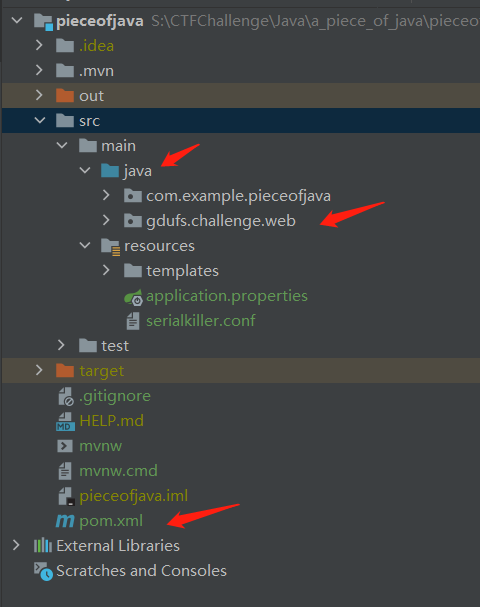 pieceofjava S:\CTFChallenge\Java\a_piece_of_java\pieceo
.idea
.mvn
out
src
main
java
com.example.pieceofjava
gdufs.challenge.web
resources
templates
application.properties
serialkiller.conf
test
target
.gitignore
MD HELP.md
mvnw
mvnw.cmd
pieceofjava.iml
m pom.xml
External Libraries
Scratches and Consoles